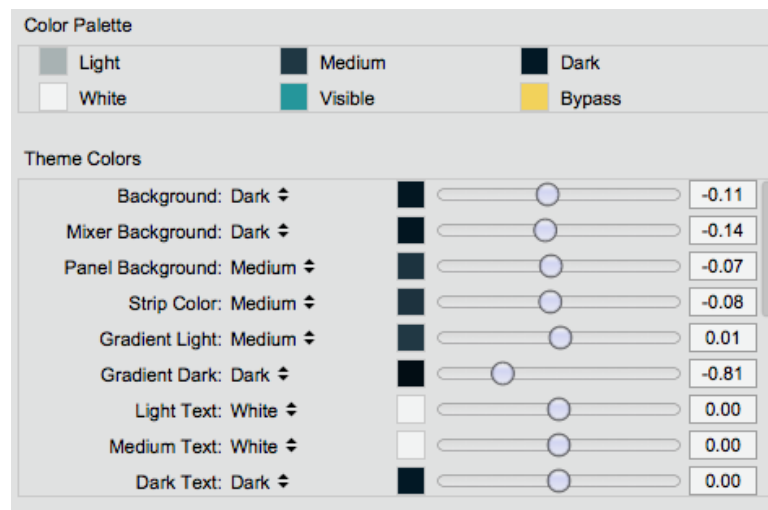 Color Palette
Light Medium Dark
White Visible Bypass
Theme Colors
Background: Dark -0.11
Mixer Background: Dark -0.14
Panel Background: Medium -0.07
Strip Color: Medium -0.08
Gradient Light: Medium 0.01
Gradient Dark: Dark -0.81
Light Text: White 0.00
Medium Text: White 0.00
Dark Text: Dark 0.00